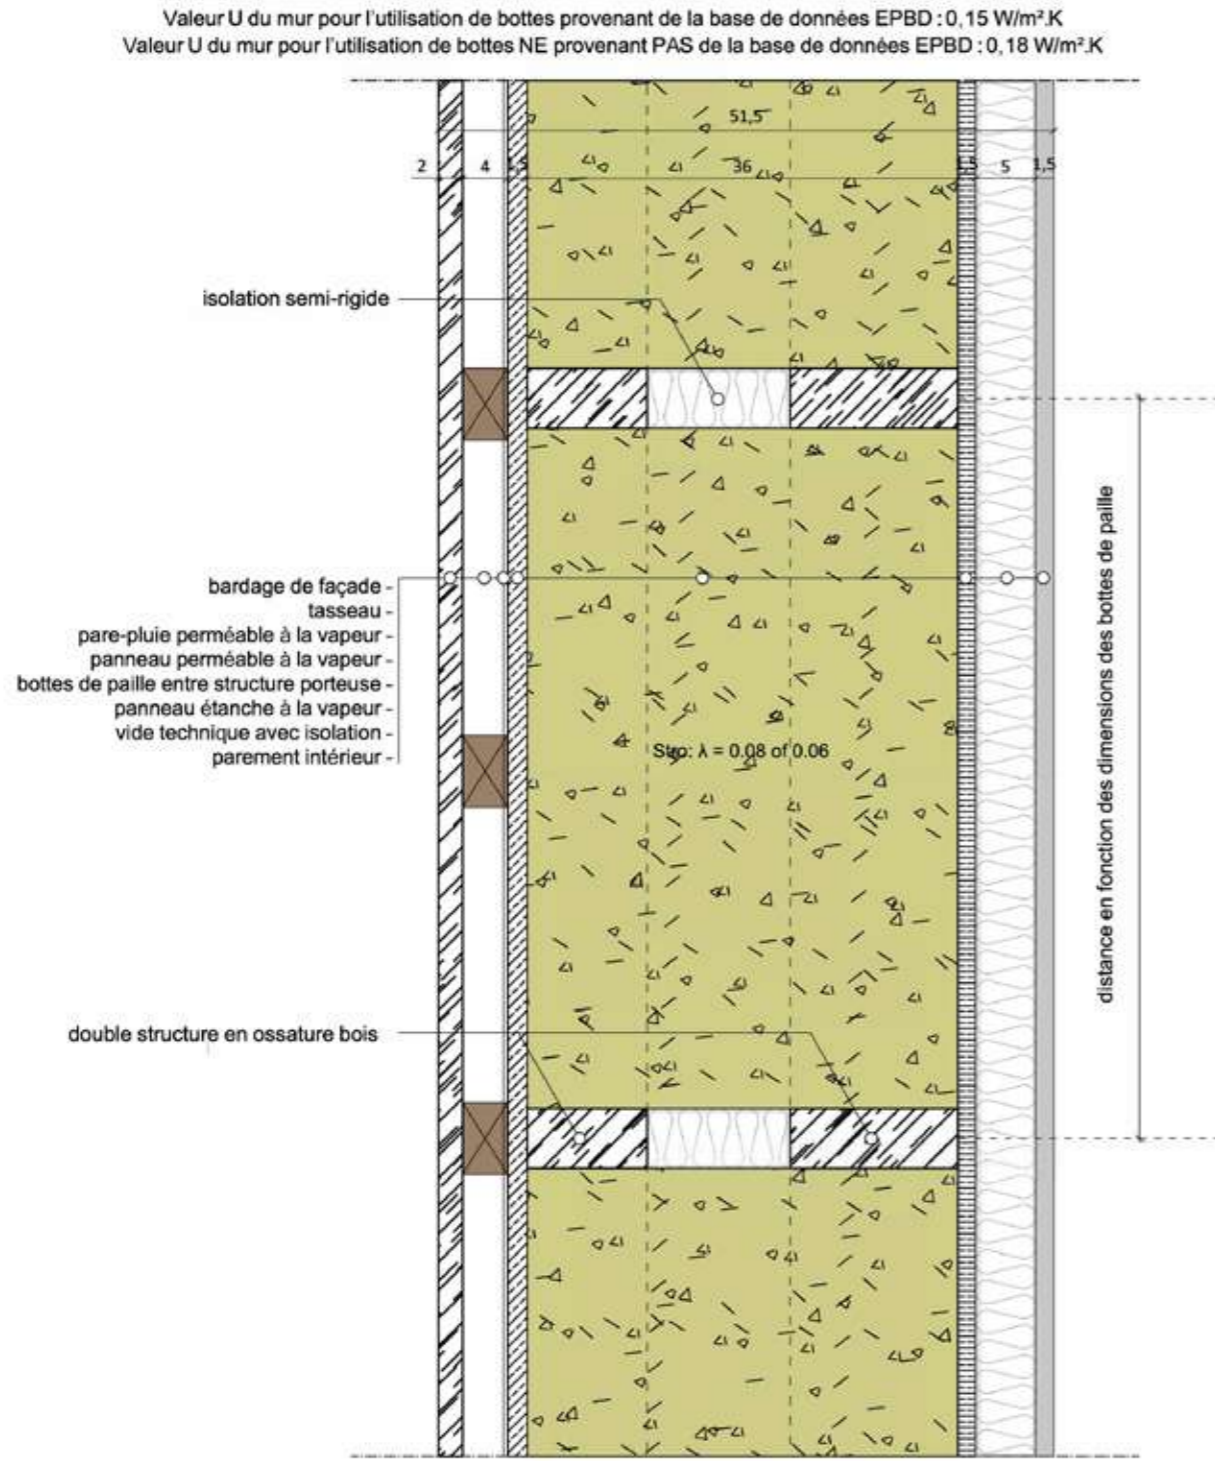 Valeur U du mur pour l'utilisation de bottes provenant de la base de données EPBD : 0,15 W/m².K
Valeur U du mur pour l'utilisation de bottes NE provenant PAS de la base de données EPBD : 0,18 W/m².K
51,5
2 4 1,5 36 1,5 5 1,5
isolation semi-rigide
bardage de façade -
tasseau -
pare-pluie perméable à la vapeur -
panneau perméable à la vapeur -
bottes de paille entre structure porteuse -
panneau étanche à la vapeur -
vide technique avec isolation -
parement intérieur -
Stro: λ = 0.08 of 0.06
double structure en ossature bois
distance en fonction des dimensions des bottes de paille